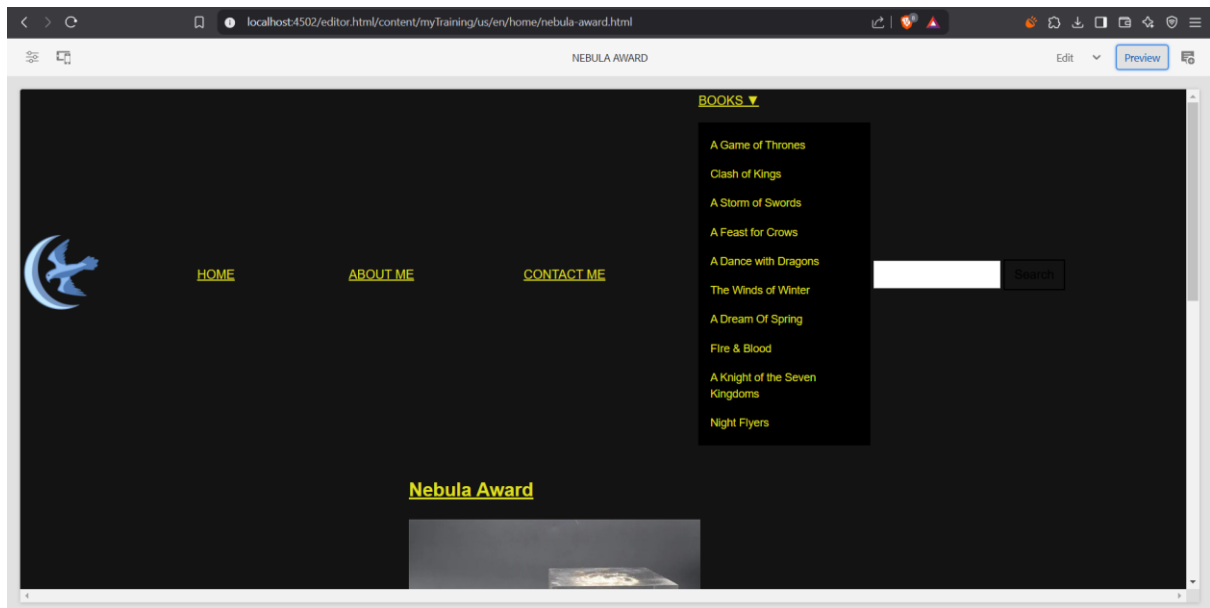 localhost:4502/editor.html/content/myTraining/us/en/home/nebula-award.html
NEBULA AWARD
Edit
Preview
BOOKS ▼
A Game of Thrones
Clash of Kings
A Storm of Swords
A Feast for Crows
A Dance with Dragons
The Winds of Winter
A Dream Of Spring
FIre & Blood
A Knight of the Seven
Kingdoms
Night Flyers
HOME ABOUT ME CONTACT ME Search
Nebula Award